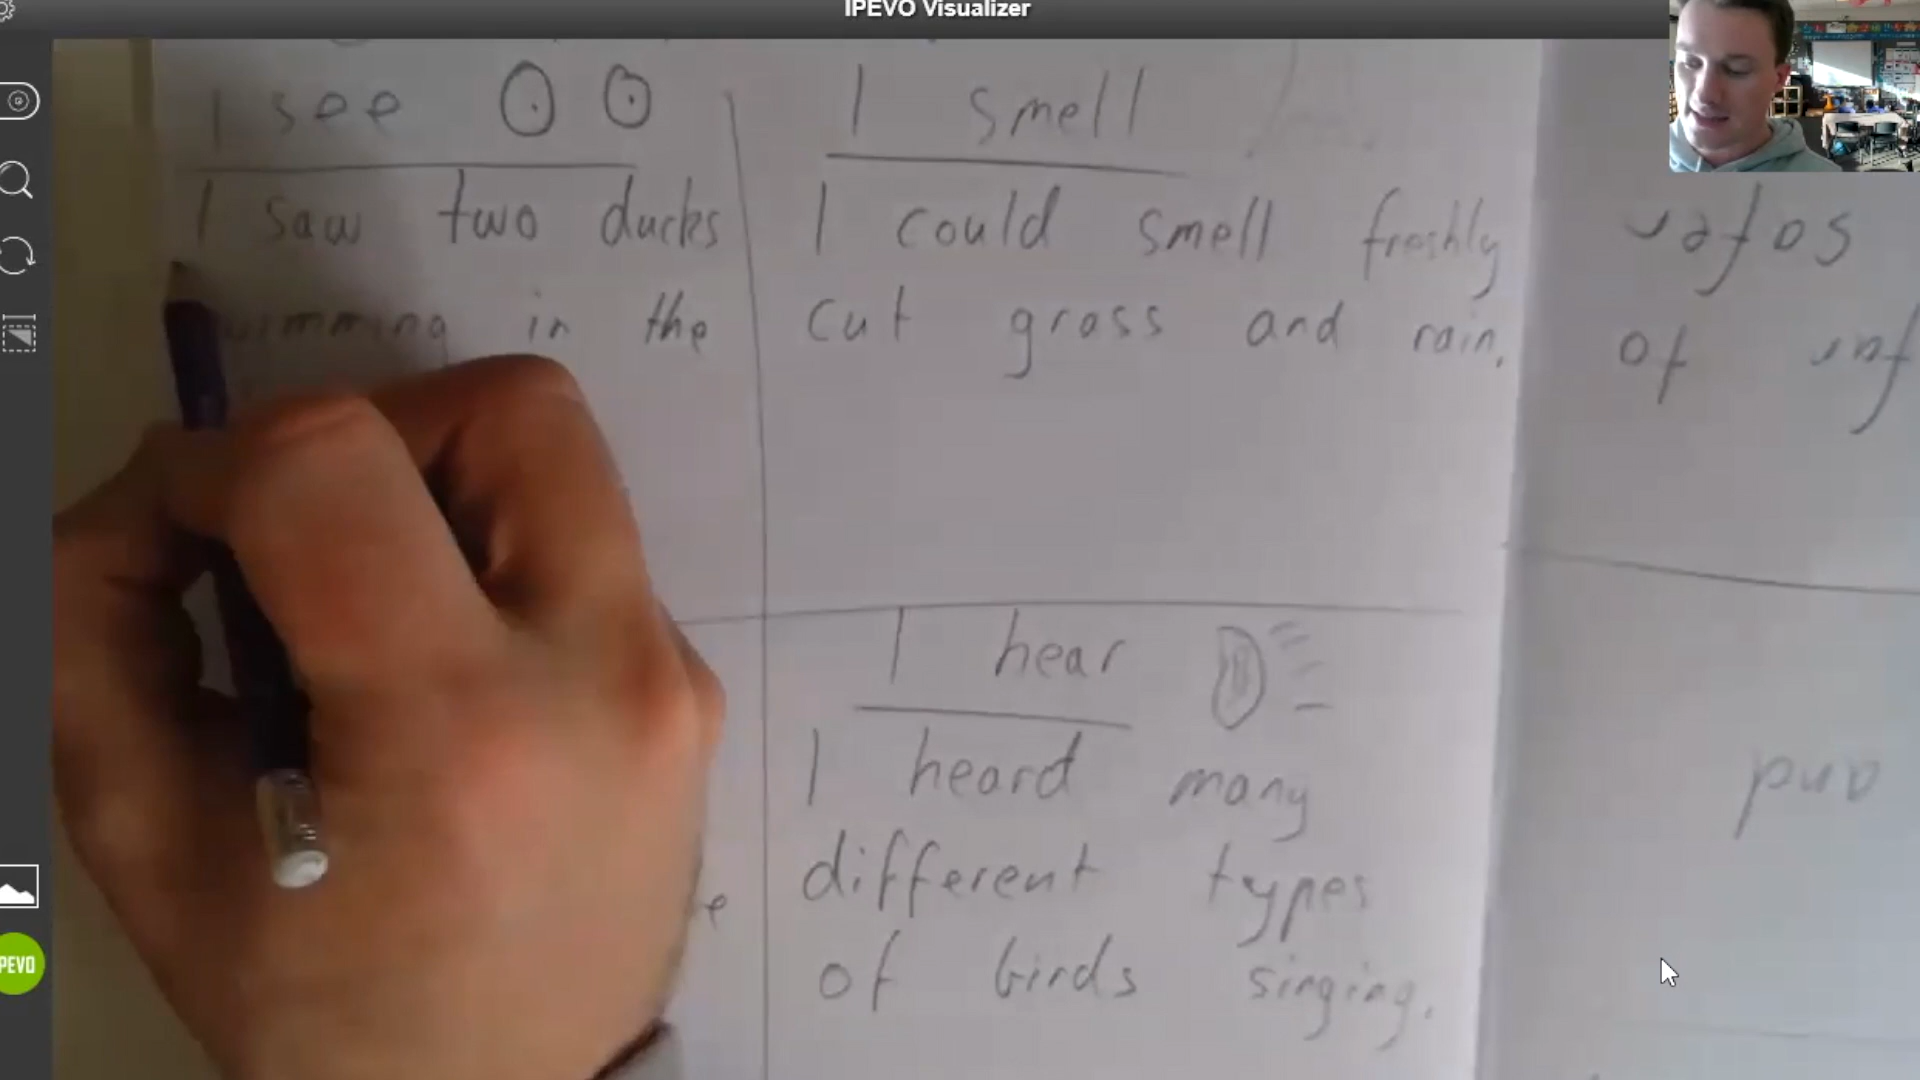 IPEVO Visualizer
I see
I saw two ducks
in the
I smell
I could smell freshly
cut grass and rain.
I hear
I heard many
different types
of birds singing.
PEVO